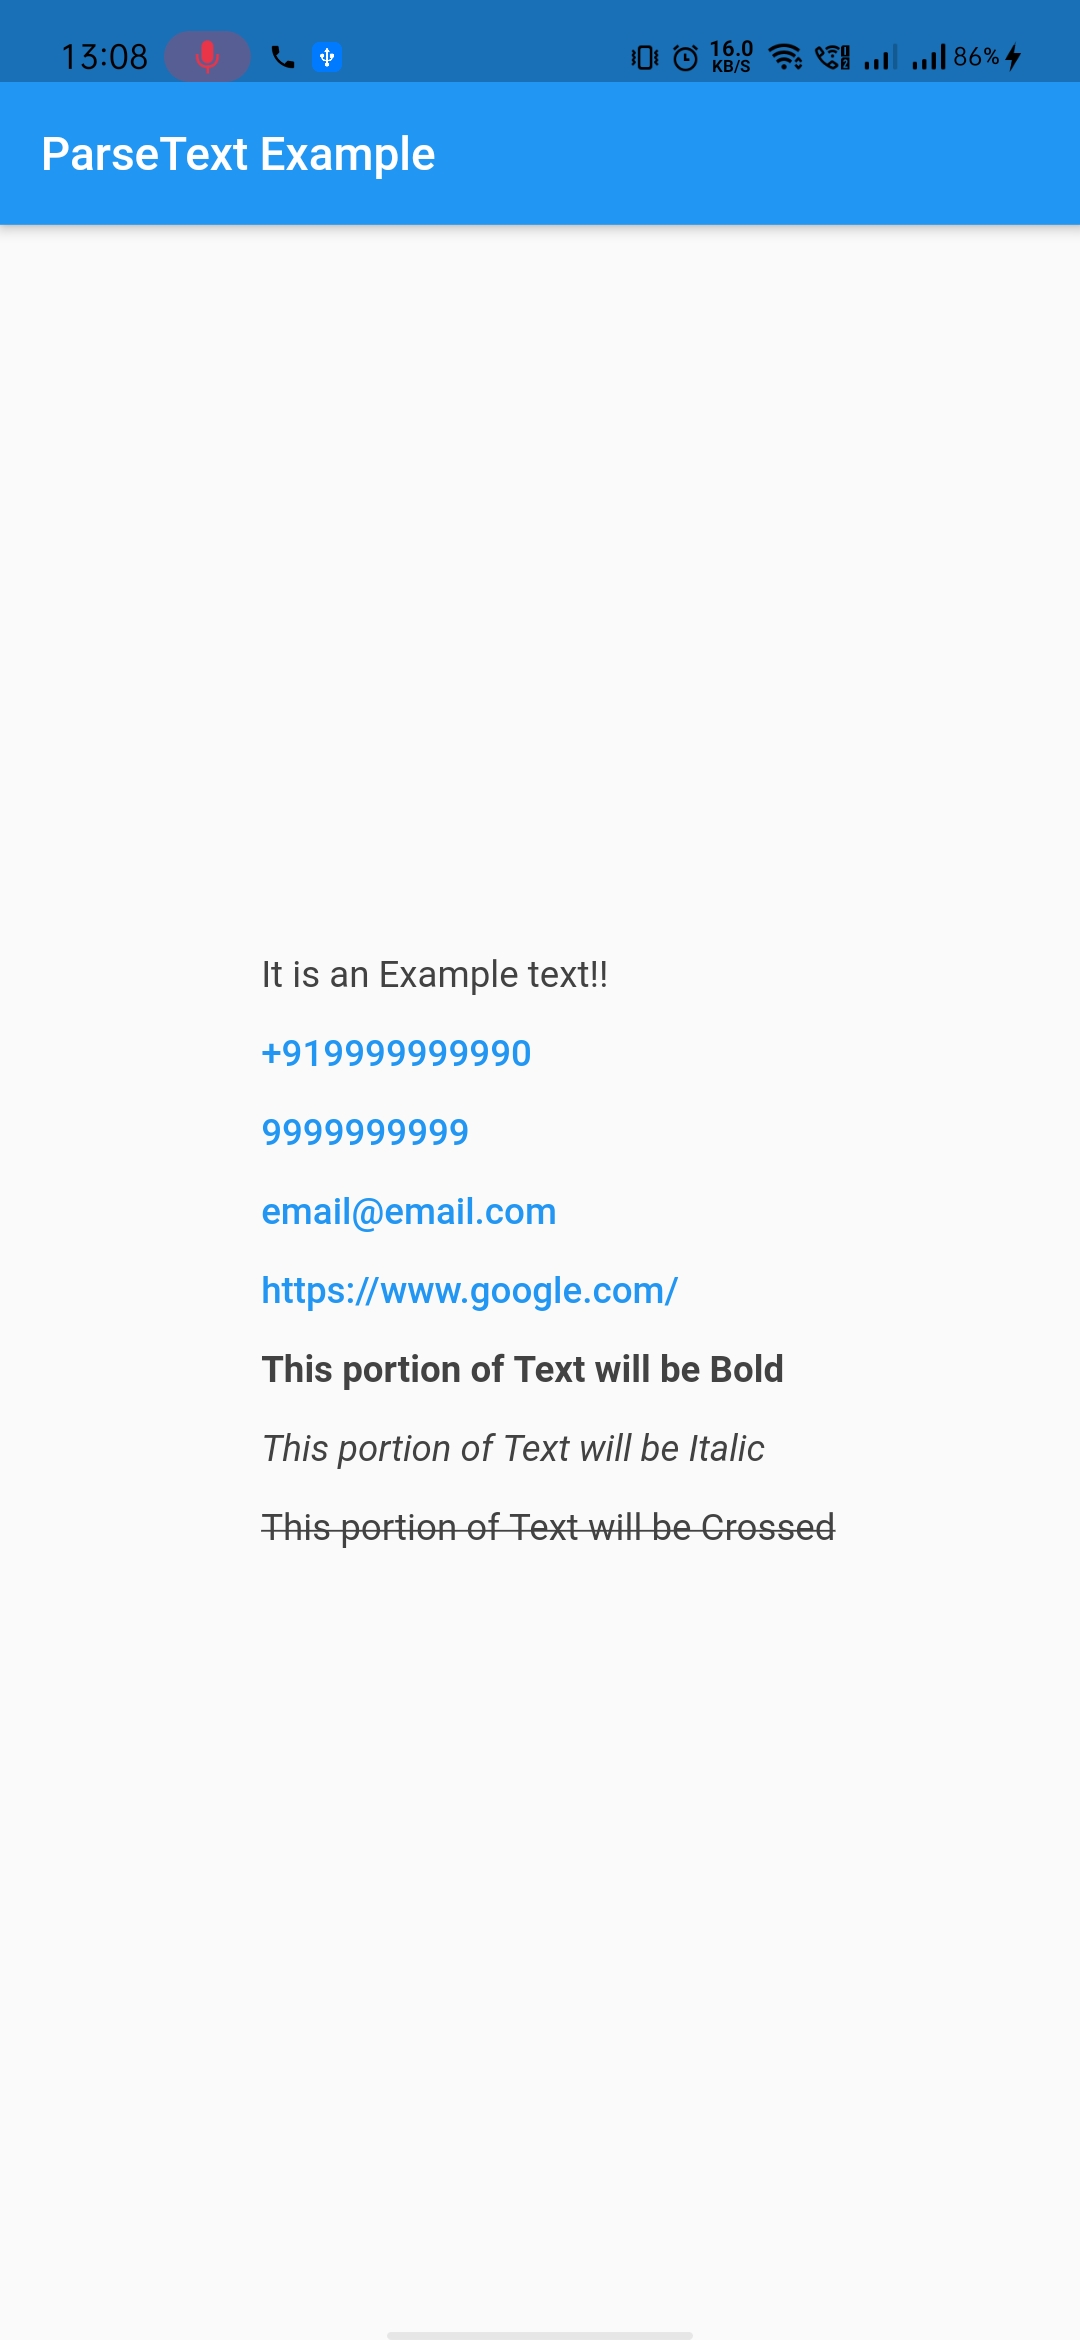 13:08 16.0 KB/S 86%
ParseText Example
It is an Example text!!
+919999999990
9999999999
email@email.com
https://www.google.com/
This portion of Text will be Bold
This portion of Text will be Italic
This portion of Text will be Crossed